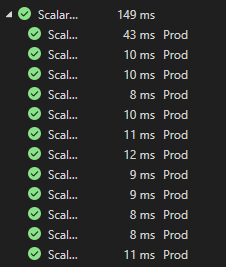 Scalar... 149 ms
Scal... 43 ms Prod
Scal... 10 ms Prod
Scal... 10 ms Prod
Scal... 8 ms Prod
Scal... 10 ms Prod
Scal... 11 ms Prod
Scal... 12 ms Prod
Scal... 9 ms Prod
Scal... 9 ms Prod
Scal... 8 ms Prod
Scal... 8 ms Prod
Scal... 11 ms Prod